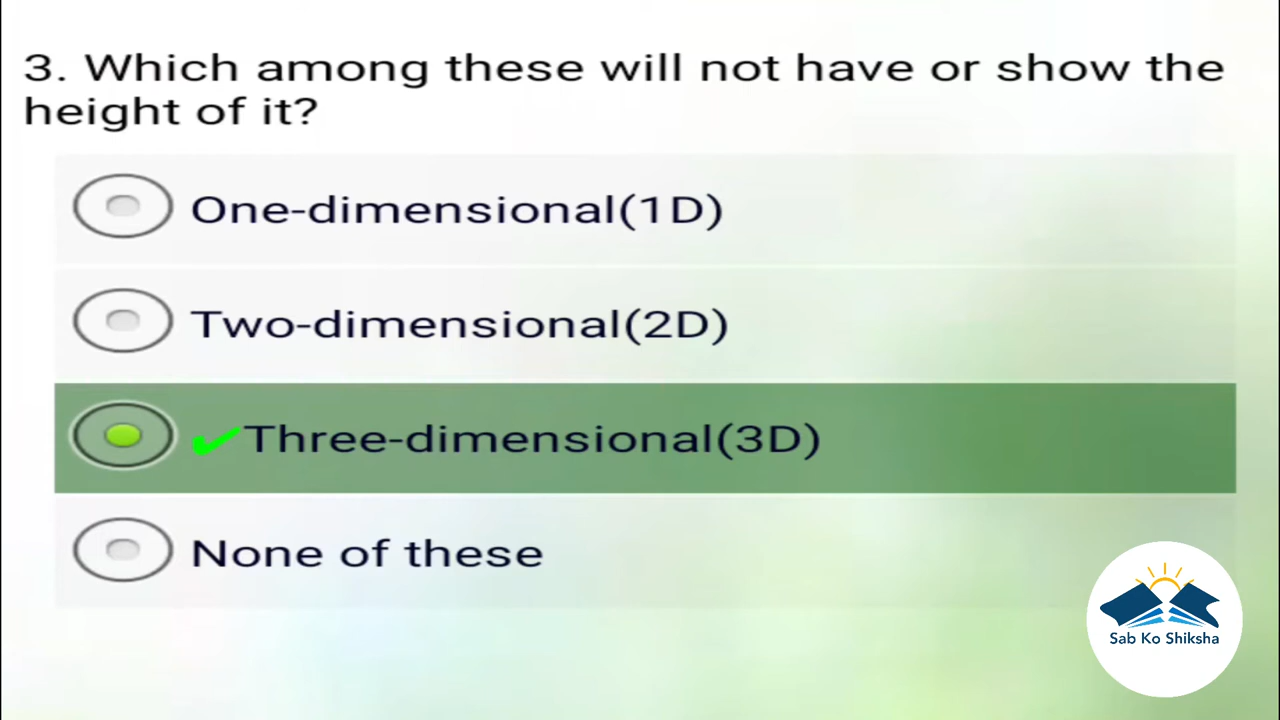 3. Which among these will not have or show the
height of it?
One-dimensional(1D)
Two-dimensional(2D)
✔Three-dimensional(3D)
None of these
Sab Ko Shiksha